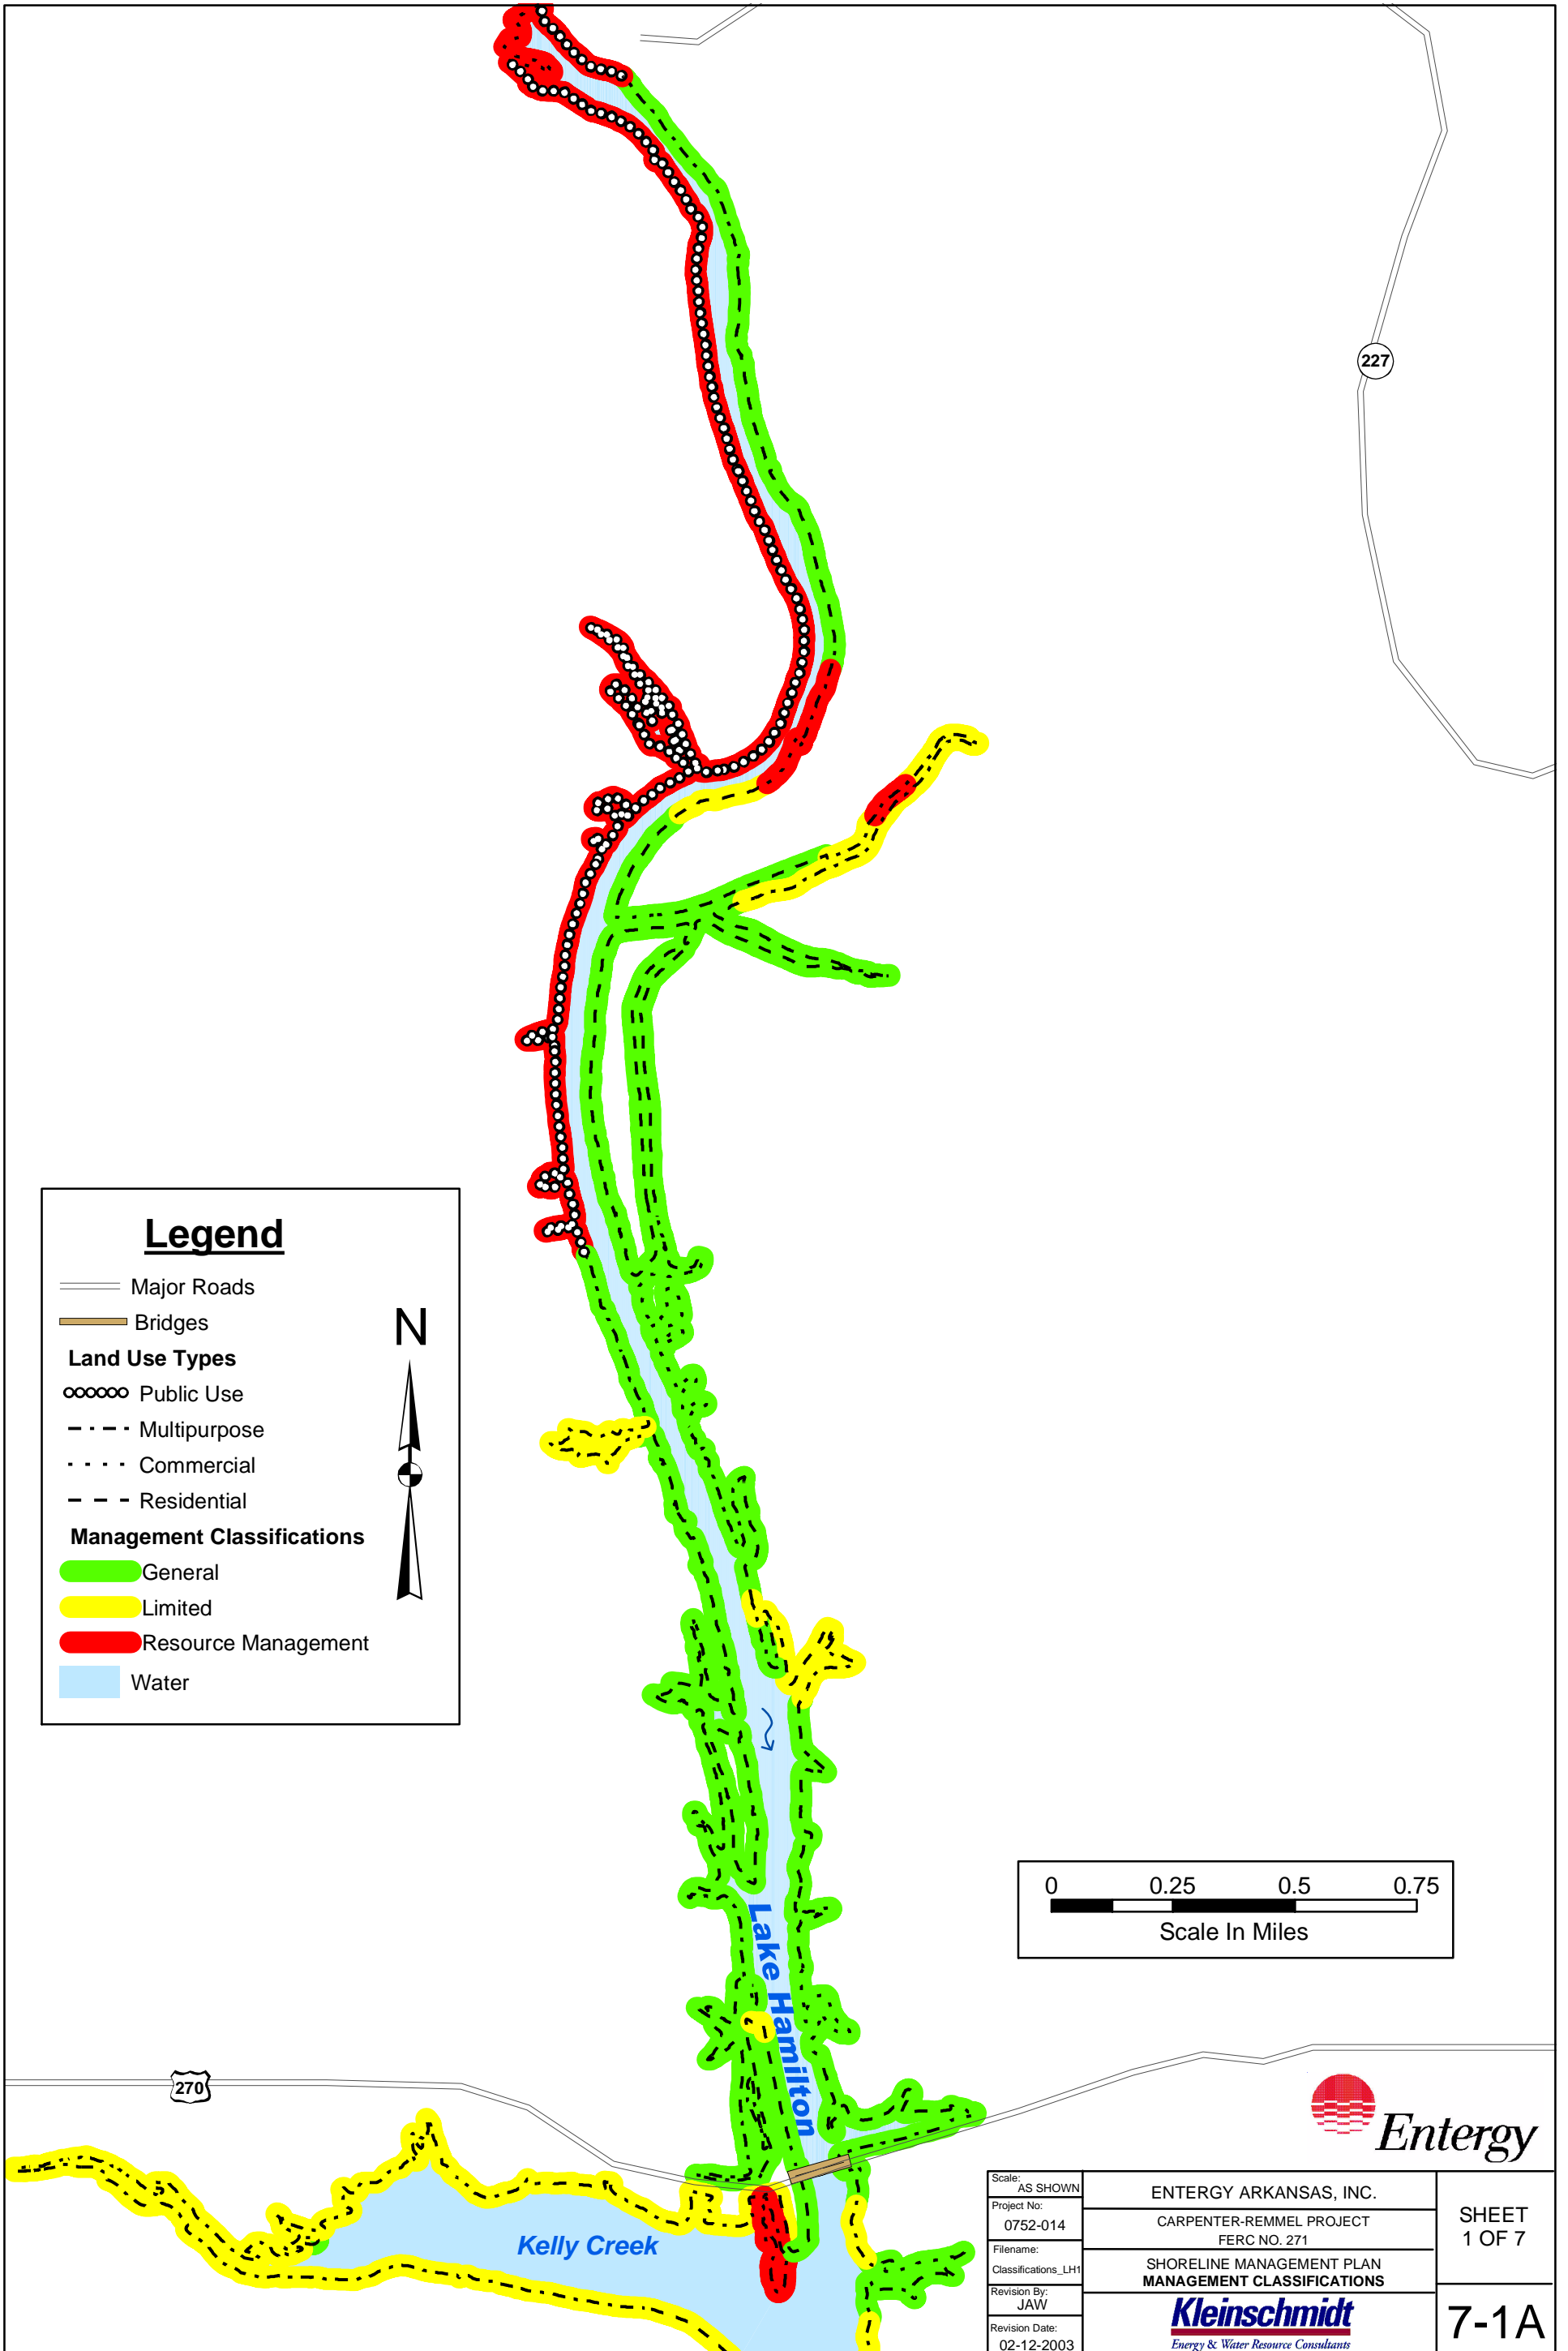 227
Legend
Major Roads
Bridges
Land Use Types
Public Use
Multipurpose
Commercial
Residential
Management Classifications
General
Limited
Resource Management
Water
N
0 0.25 0.5 0.75
Scale In Miles
Lake Hamilton
270
Kelly Creek
Entergy
Scale:
AS SHOWN
Project No:
0752-014
Filename:
Classifications_LH1
Revision By:
JAW
Revision Date:
02-12-2003
ENTERGY ARKANSAS, INC.
CARPENTER-REMMEL PROJECT
FERC NO. 271
SHORELINE MANAGEMENT PLAN
MANAGEMENT CLASSIFICATIONS
Kleinschmidt
Energy & Water Resource Consultants
SHEET
1 OF 7
7-1A